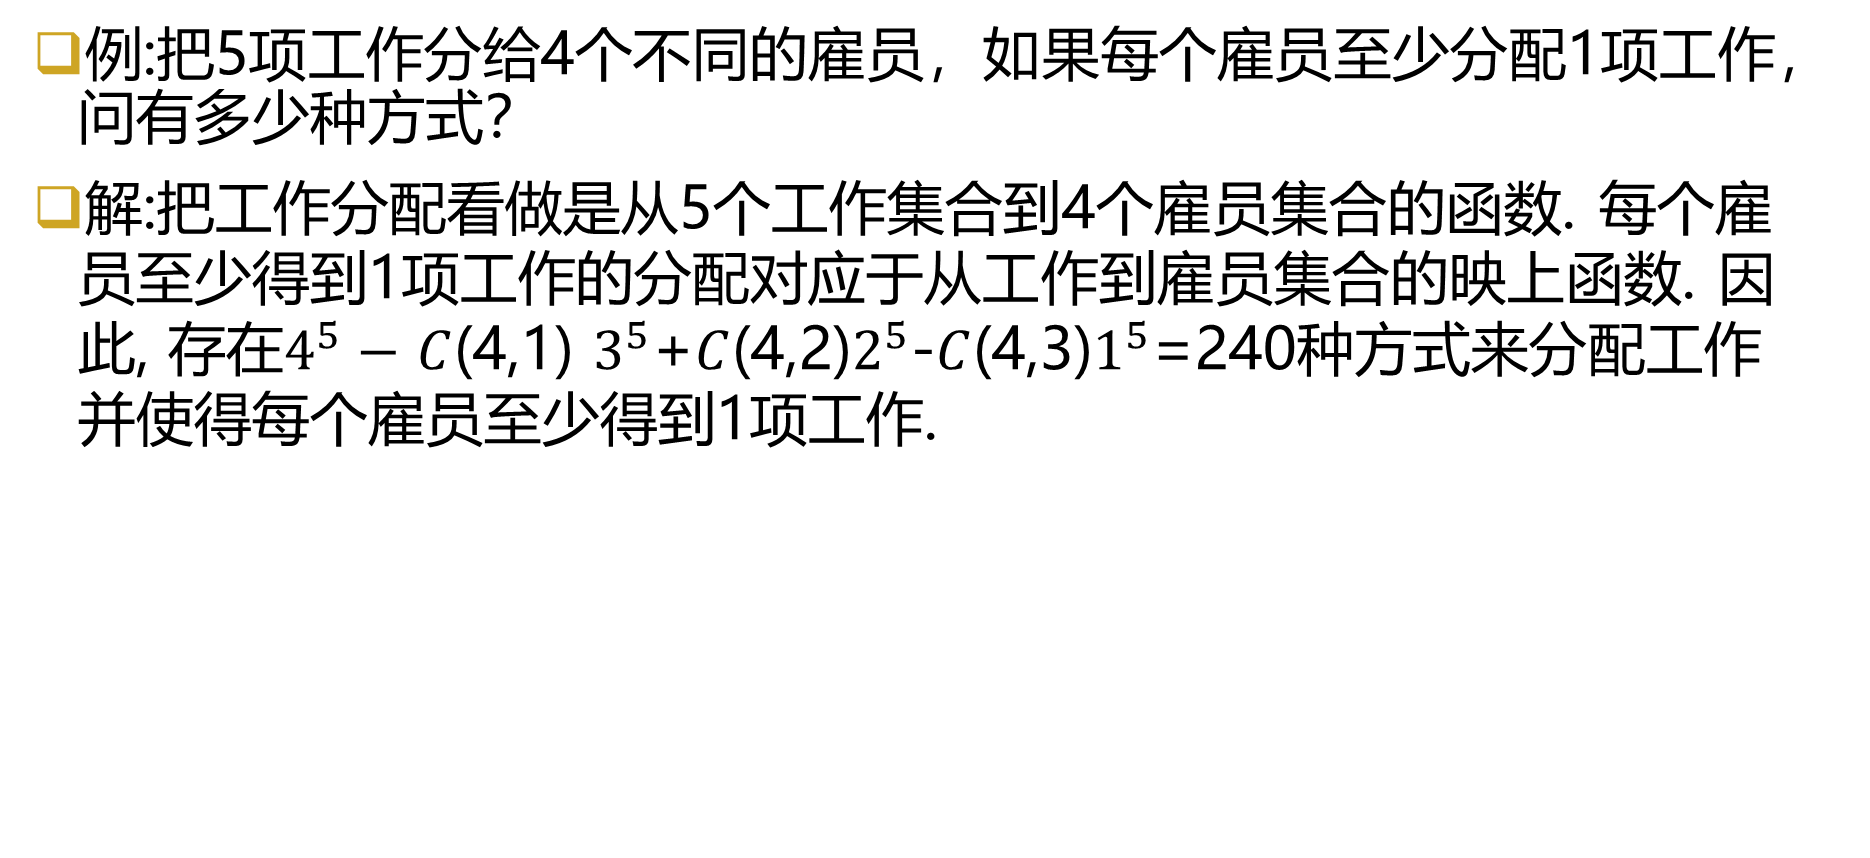 例:把5项工作分给4个不同的雇员，如果每个雇员至少分配1项工作，
问有多少种方式？
解:把工作分配看做是从5个工作集合到4个雇员集合的函数. 每个雇
员至少得到1项工作的分配对应于从工作到雇员集合的映上函数. 因
此, 存在4⁵ − C(4,1) 3⁵+C(4,2)2⁵-C(4,3)1⁵=240种方式来分配工作
并使得每个雇员至少得到1项工作.